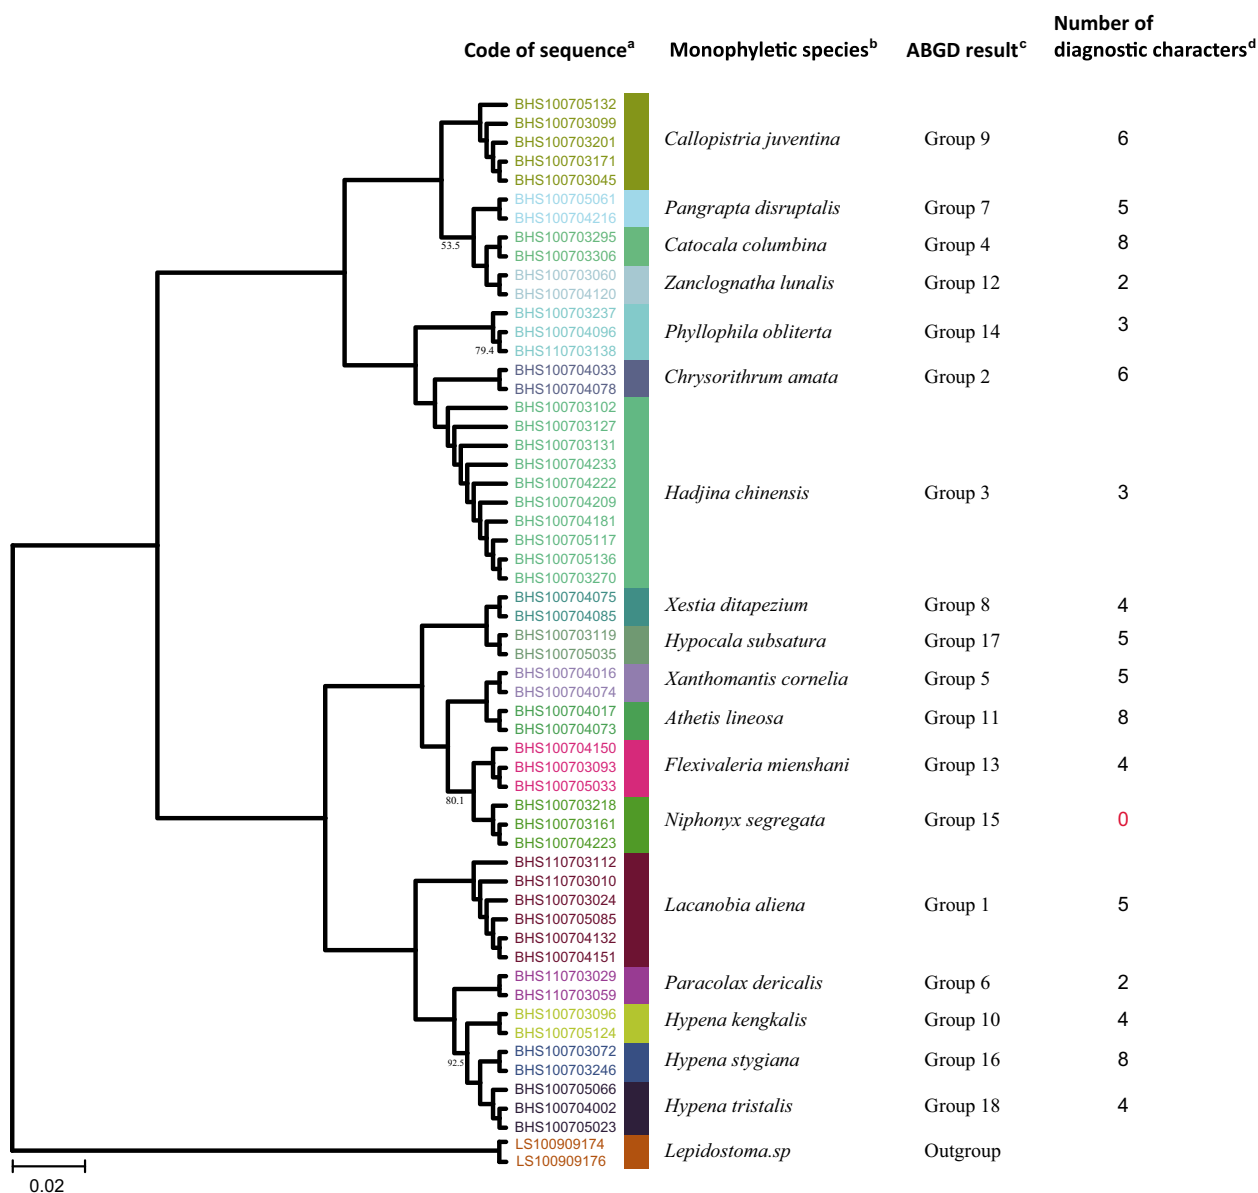 Number of
Code of sequencea Monophyletic speciesb ABGD resultc diagnostic charactersd
BHS100705132
BHS100703099
BHS100703201 Callopistria juventina Group 9 6
BHS100703171
BHS100703045
BHS100705061 Pangrapta disruptalis Group 7 5
BHS100704216
53.5
BHS100703295 Catocala columbina Group 4 8
BHS100703306
BHS100703060 Zanclognatha lunalis Group 12 2
BHS100704120
BHS100703237
BHS100704096 Phyllophila obliterta Group 14 3
79.4 BHS110703138
BHS100704033 Chrysorithrum amata Group 2 6
BHS100704078
BHS100703102
BHS100703127
BHS100703131
BHS100704233
BHS100704222 Hadjina chinensis Group 3 3
BHS100704209
BHS100704181
BHS100705117
BHS100705136
BHS100703270
BHS100704075 Xestia ditapezium Group 8 4
BHS100704085
BHS100703119 Hypocala subsatura Group 17 5
BHS100705035
BHS100704016 Xanthomantis cornelia Group 5 5
BHS100704074
BHS100704017 Athetis lineosa Group 11 8
BHS100704073
BHS100704150
BHS100703093 Flexivaleria mienshani Group 13 4
BHS100705033
80.1
BHS100703218
BHS100703161 Niphonyx segregata Group 15 0
BHS100704223
BHS110703112
BHS110703010
BHS100703024 Lacanobia aliena Group 1 5
BHS100705085
BHS100704132
BHS100704151
BHS110703029 Paracolax dericalis Group 6 2
BHS110703059
BHS100703096 Hypena kengkalis Group 10 4
BHS100705124
BHS100703072 Hypena stygiana Group 16 8
92.5
BHS100703246
BHS100705066
BHS100704002 Hypena tristalis Group 18 4
BHS100705023
LS100909174 Lepidostoma.sp Outgroup
LS100909176
0.02